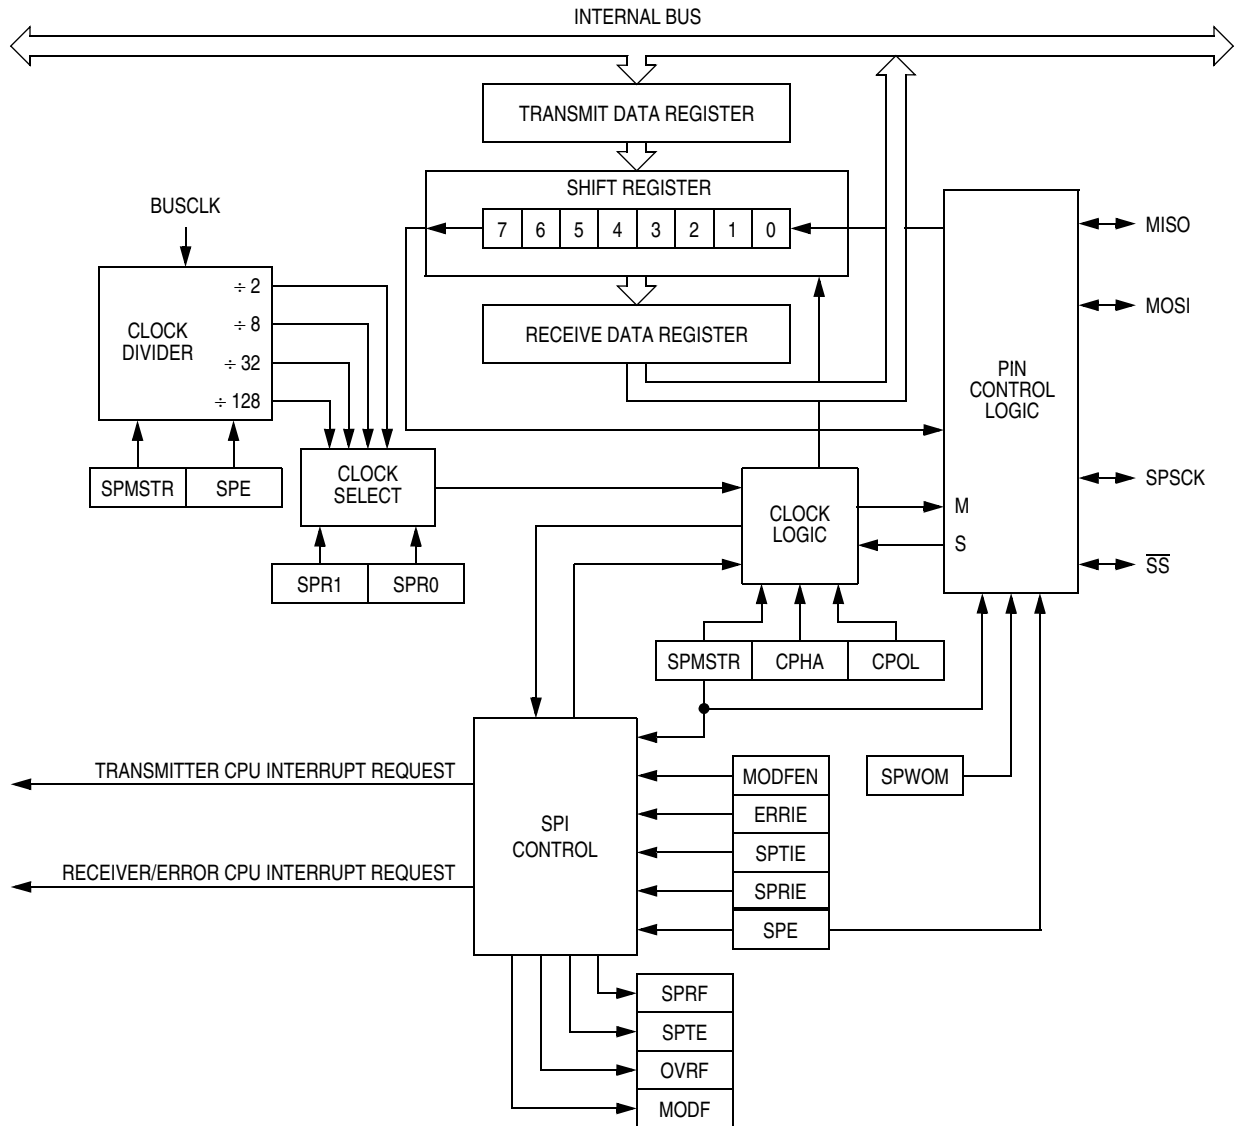 INTERNAL BUS
TRANSMIT DATA REGISTER
SHIFT REGISTER
7 6 5 4 3 2 1 0
BUSCLK
CLOCK
DIVIDER
÷ 2
÷ 8
÷ 32
÷ 128
RECEIVE DATA REGISTER
PIN
CONTROL
LOGIC
MISO
MOSI
SPSCK
SS
M
S
SPMSTR SPE
CLOCK
SELECT
SPR1 SPR0
CLOCK
LOGIC
SPMSTR CPHA CPOL
TRANSMITTER CPU INTERRUPT REQUEST
RECEIVER/ERROR CPU INTERRUPT REQUEST
SPI
CONTROL
MODFEN
ERRIE
SPTIE
SPRIE
SPE
SPWOM
SPRF
SPTE
OVRF
MODF